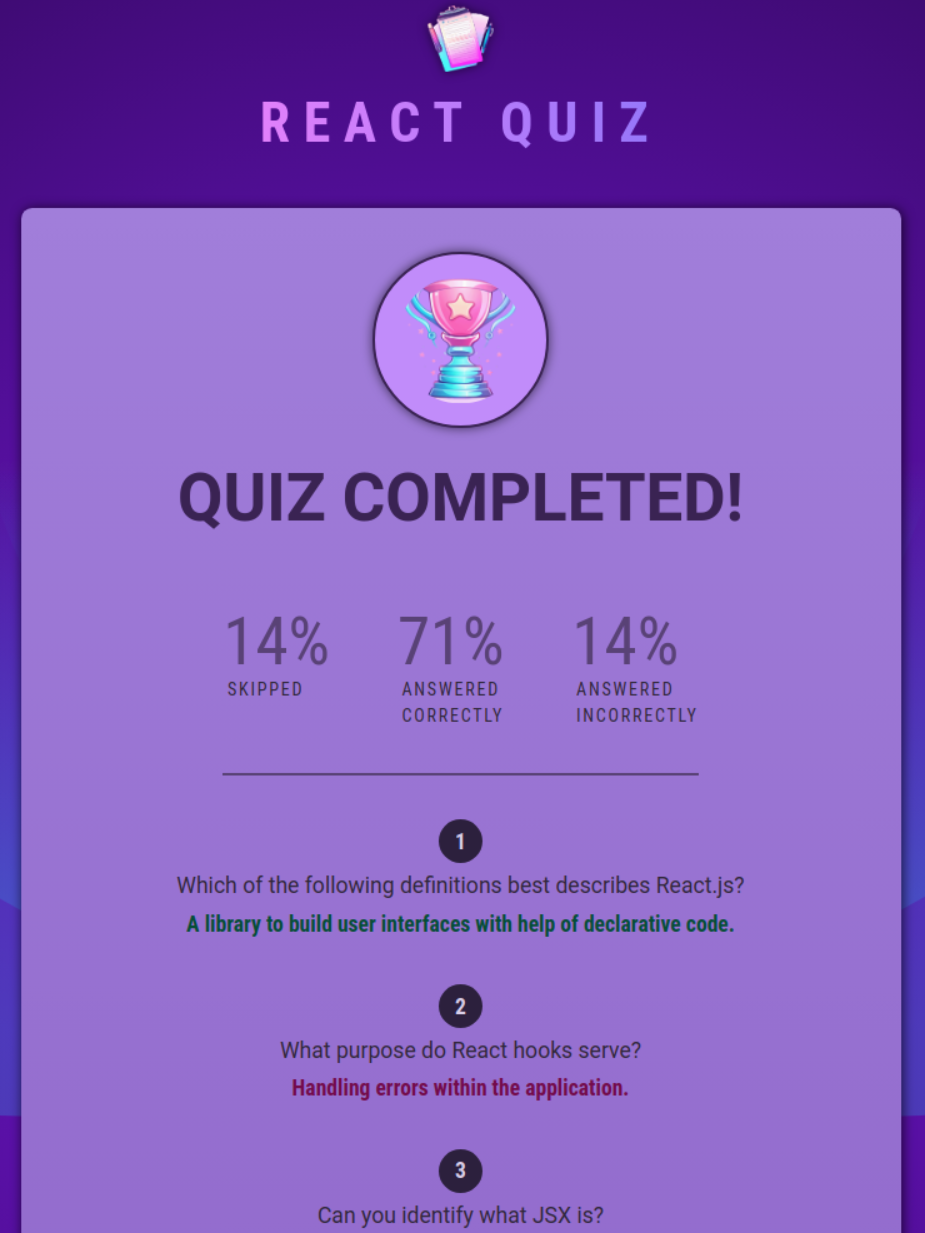 REACT QUIZ
QUIZ COMPLETED!
14%
SKIPPED
71%
ANSWERED
CORRECTLY
14%
ANSWERED
INCORRECTLY
1
Which of the following definitions best describes React.js?
A library to build user interfaces with help of declarative code.
2
What purpose do React hooks serve?
Handling errors within the application.
3
Can you identify what JSX is?